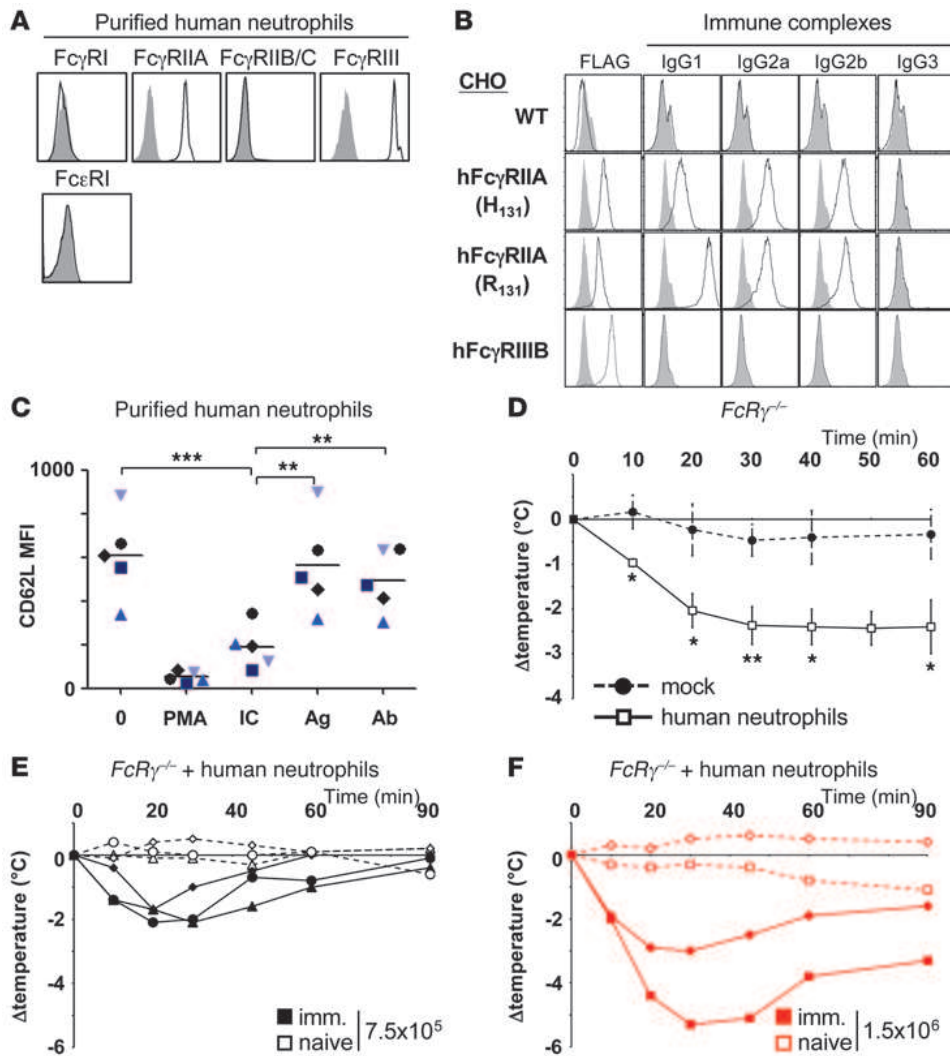 A
Purified human neutrophils
FcγRI FcγRIIA FcγRIIB/C FcγRIII
FcεRI
B
Immune complexes
CHO
FLAG IgG1 IgG2a IgG2b IgG3
WT
hFcγRIIA
(H131)
hFcγRIIA
(R131)
hFcγRIIIB
C
Purified human neutrophils
***
**
**
1000
CD62L MFI
0
0 PMA IC Ag Ab
D
FcRγ-/-
Time (min)
0 10 20 30 40 50 60
Δtemperature (°C)
0
-1
-2
-3
-4
* * ** * *
mock
human neutrophils
E
FcRγ-/- + human neutrophils
Time (min)
0 20 40 60 90
Δtemperature (°C)
0
-2
-4
-6
imm.
naive
7.5x10⁵
F
FcRγ-/- + human neutrophils
Time (min)
0 20 40 60 90
Δtemperature (°C)
0
-2
-4
-6
imm.
naive
1.5x10⁶